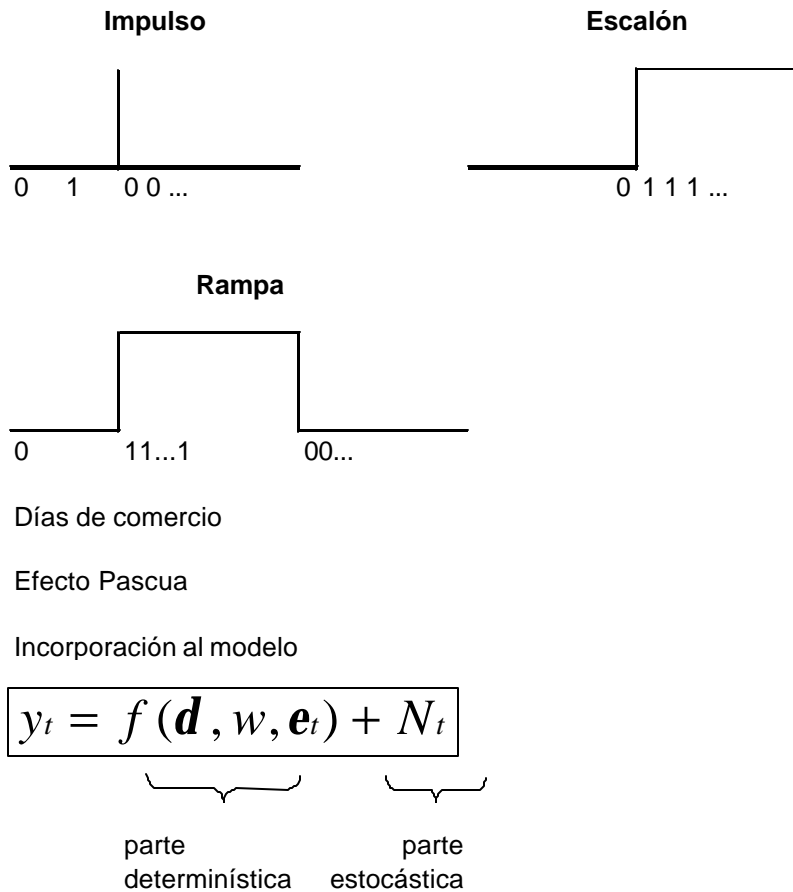 Impulso Escalón
0 1 0 0 ... 0 1 1 1 ...
Rampa
0 11...1 00...
Días de comercio
Efecto Pascua
Incorporación al modelo
yt = f (d , w, et) + Nt
parte parte
determinística estocástica